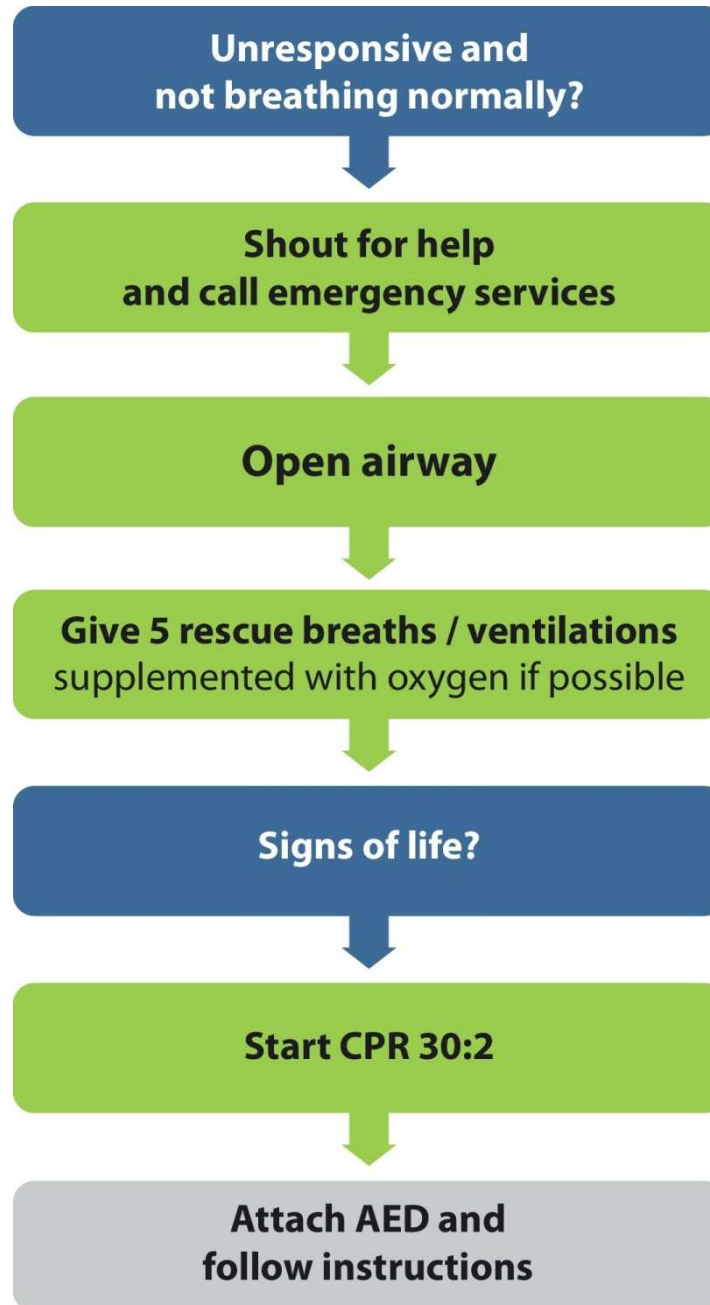 Unresponsive and
not breathing normally?
Shout for help
and call emergency services
Open airway
Give 5 rescue breaths / ventilations
supplemented with oxygen if possible
Signs of life?
Start CPR 30:2
Attach AED and
follow instructions